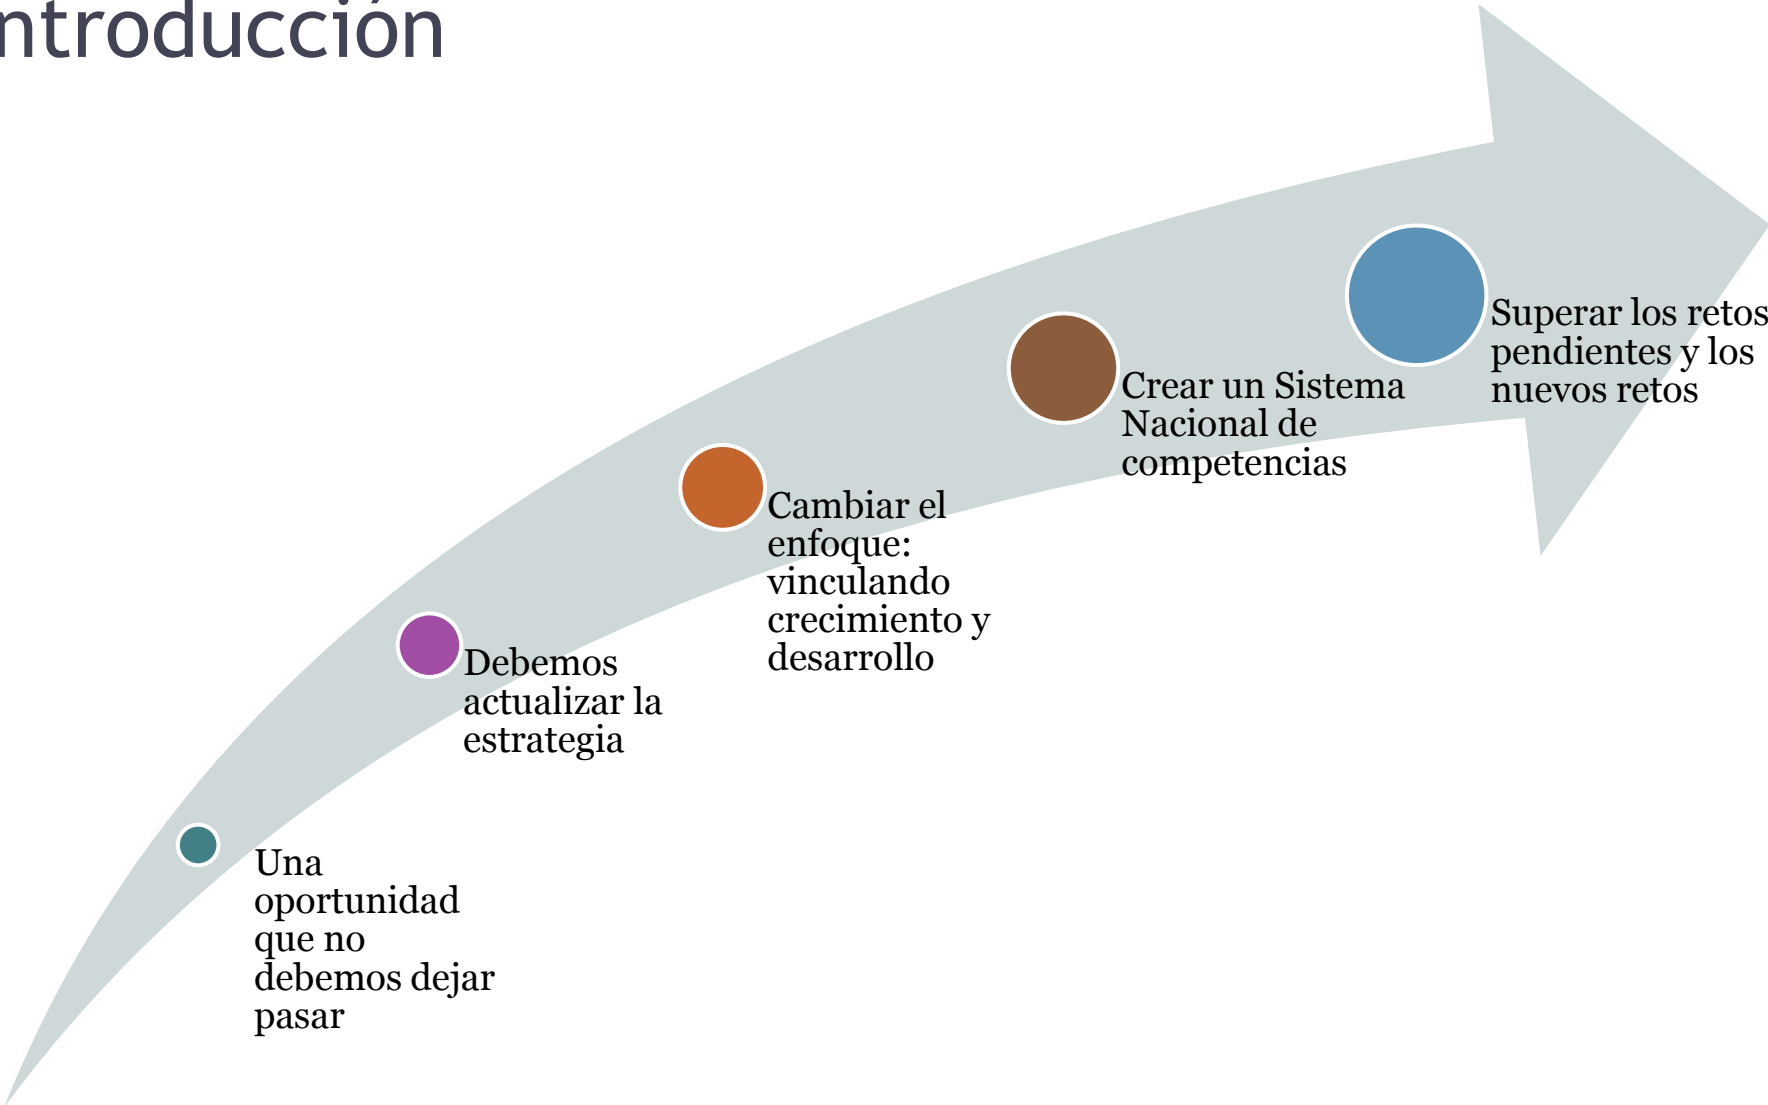 ntroducción
Una
oportunidad
que no
debemos dejar
pasar
Debemos
actualizar la
estrategia
Cambiar el
enfoque:
vinculando
crecimiento y
desarrollo
Crear un Sistema
Nacional de
competencias
Superar los retos
pendientes y los
nuevos retos